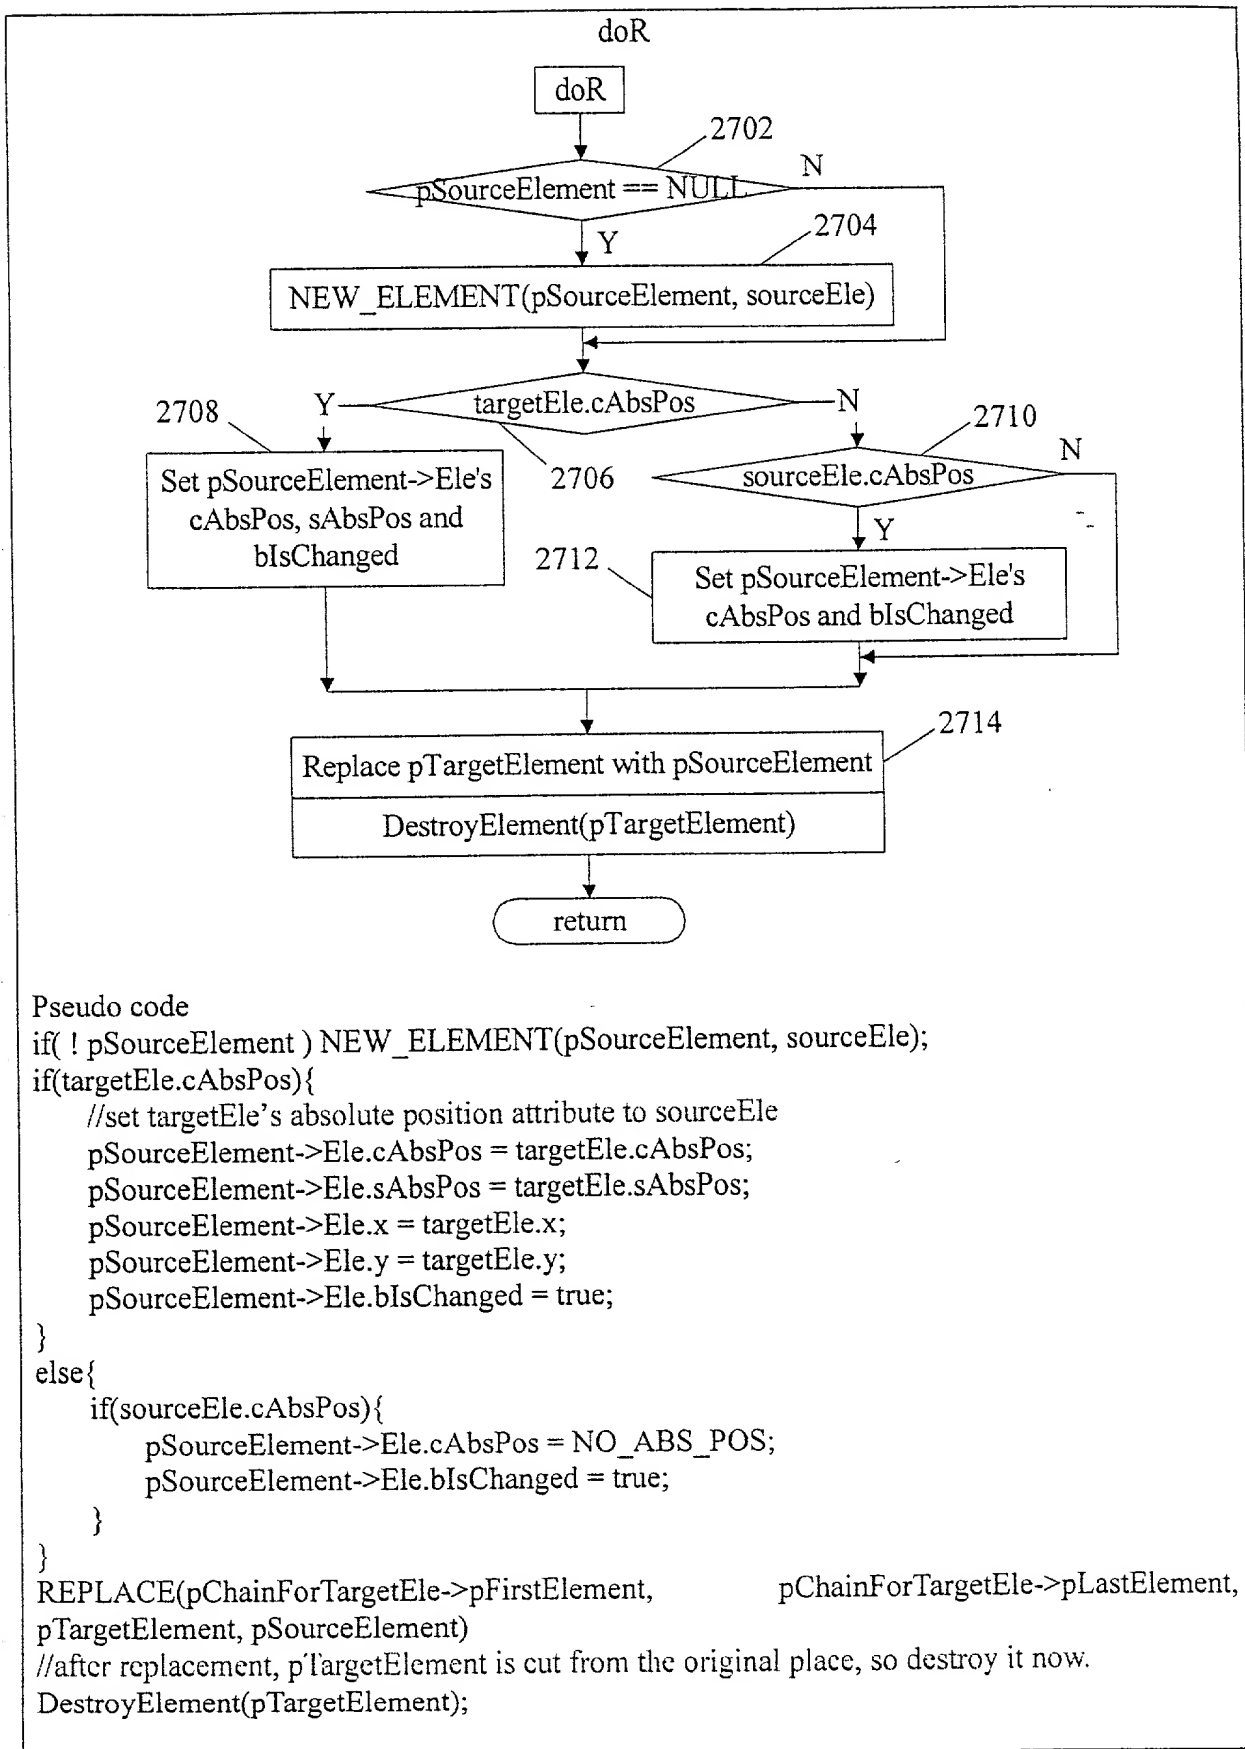 doR
doR
2702
pSourceElement == NULL
N
Y
2704
NEW_ELEMENT(pSourceElement, sourceEle)
2708
Y
targetEle.cAbsPos
N
2710
2706
sourceEle.cAbsPos
N
Set pSourceElement->Ele's
cAbsPos, sAbsPos and
bIsChanged
Y
2712
Set pSourceElement->Ele's
cAbsPos and bIsChanged
2714
Replace pTargetElement with pSourceElement
DestroyElement(pTargetElement)
return
Pseudo code
if( ! pSourceElement ) NEW_ELEMENT(pSourceElement, sourceEle);
if(targetEle.cAbsPos){
//set targetEle’s absolute position attribute to sourceEle
pSourceElement->Ele.cAbsPos = targetEle.cAbsPos;
pSourceElement->Ele.sAbsPos = targetEle.sAbsPos;
pSourceElement->Ele.x = targetEle.x;
pSourceElement->Ele.y = targetEle.y;
pSourceElement->Ele.bIsChanged = true;
}
else{
if(sourceEle.cAbsPos){
pSourceElement->Ele.cAbsPos = NO_ABS_POS;
pSourceElement->Ele.bIsChanged = true;
}
}
REPLACE(pChainForTargetEle->pFirstElement, pChainForTargetEle->pLastElement,
pTargetElement, pSourceElement)
//after replacement, pTargetElement is cut from the original place, so destroy it now.
DestroyElement(pTargetElement);